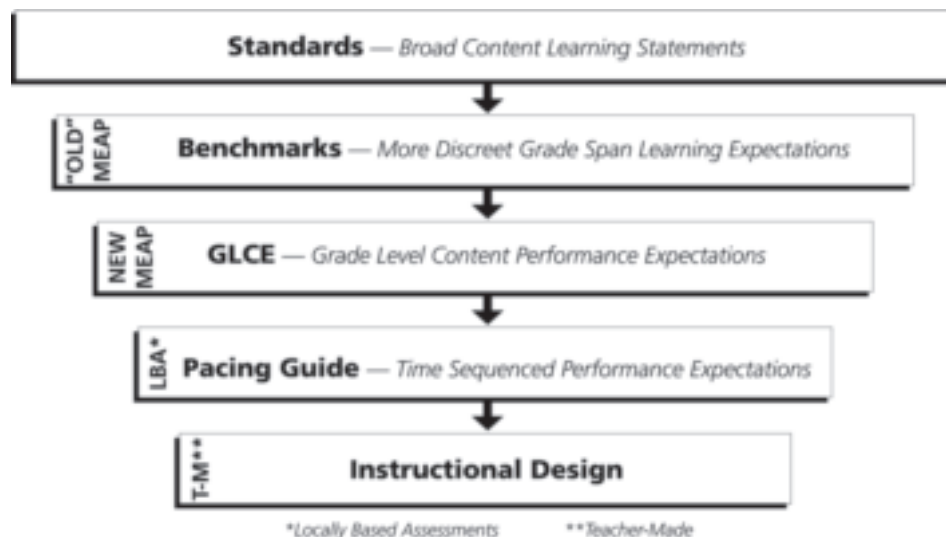 Standards — Broad Content Learning Statements
"OLD"
MEAP
Benchmarks — More Discreet Grade Span Learning Expectations
NEW
MEAP
GLCE — Grade Level Content Performance Expectations
LBA*
Pacing Guide — Time Sequenced Performance Expectations
T-M**
Instructional Design
*Locally Based Assessments **Teacher-Made